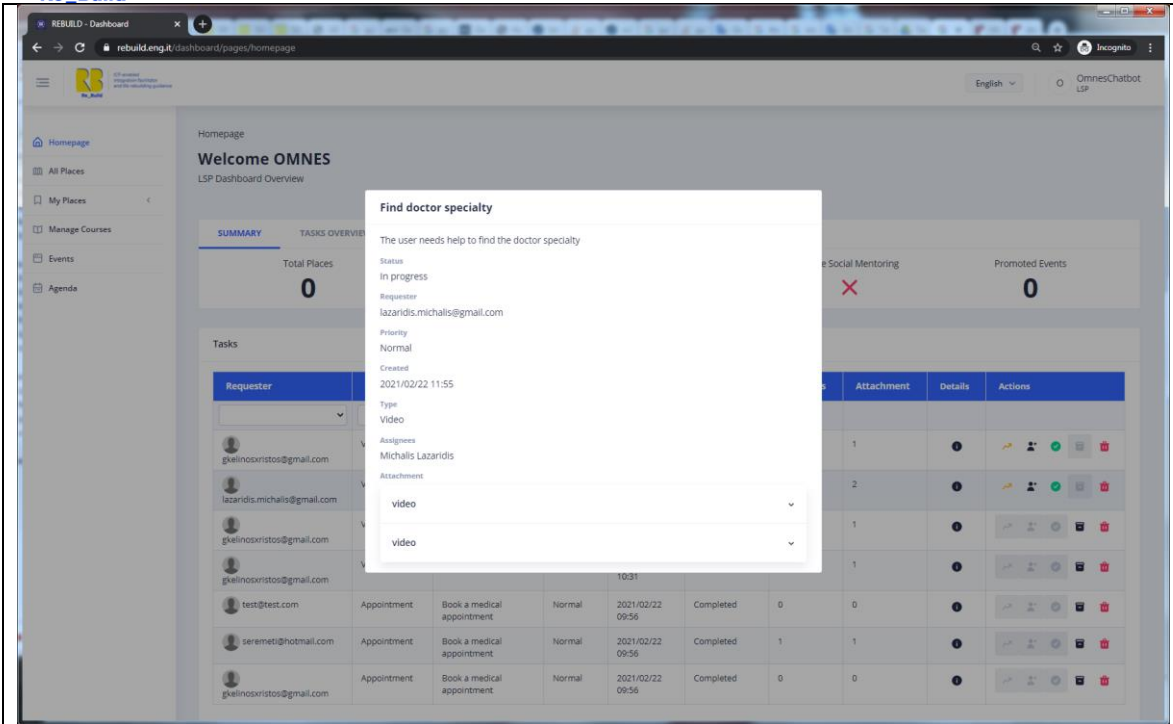 REBUILD - Dashboard
rebuild.eng.it/dashboard/pages/homepage
Incognito
Re_Build
English
O
OmnesChatbot
LSP
Homepage
All Places
My Places
Manage Courses
Events
Agenda
Homepage
Welcome OMNES
LSP Dashboard Overview
SUMMARY
TASKS OVERVIE
Total Places
0
e Social Mentoring
Promoted Events
0
Find doctor specialty
The user needs help to find the doctor specialty
Status
In progress
Requester
lazaridis.michalis@gmail.com
Priority
Normal
Created
2021/02/22 11:55
Type
Video
Assignees
Michalis Lazaridis
Attachment
video
video
Tasks
Requester s Attachment Details Actions
gkelinosxristos@gmail.com 1
lazaridis.michalis@gmail.com 2
gkelinosxristos@gmail.com 1
gkelinosxristos@gmail.com 10:31 1
test@test.com Appointment Book a medical appointment Normal 2021/02/22 09:56 Completed 0 0
seremeti@hotmail.com Appointment Book a medical appointment Normal 2021/02/22 09:56 Completed 1 1
gkelinosxristos@gmail.com Appointment Book a medical appointment Normal 2021/02/22 09:56 Completed 0 0